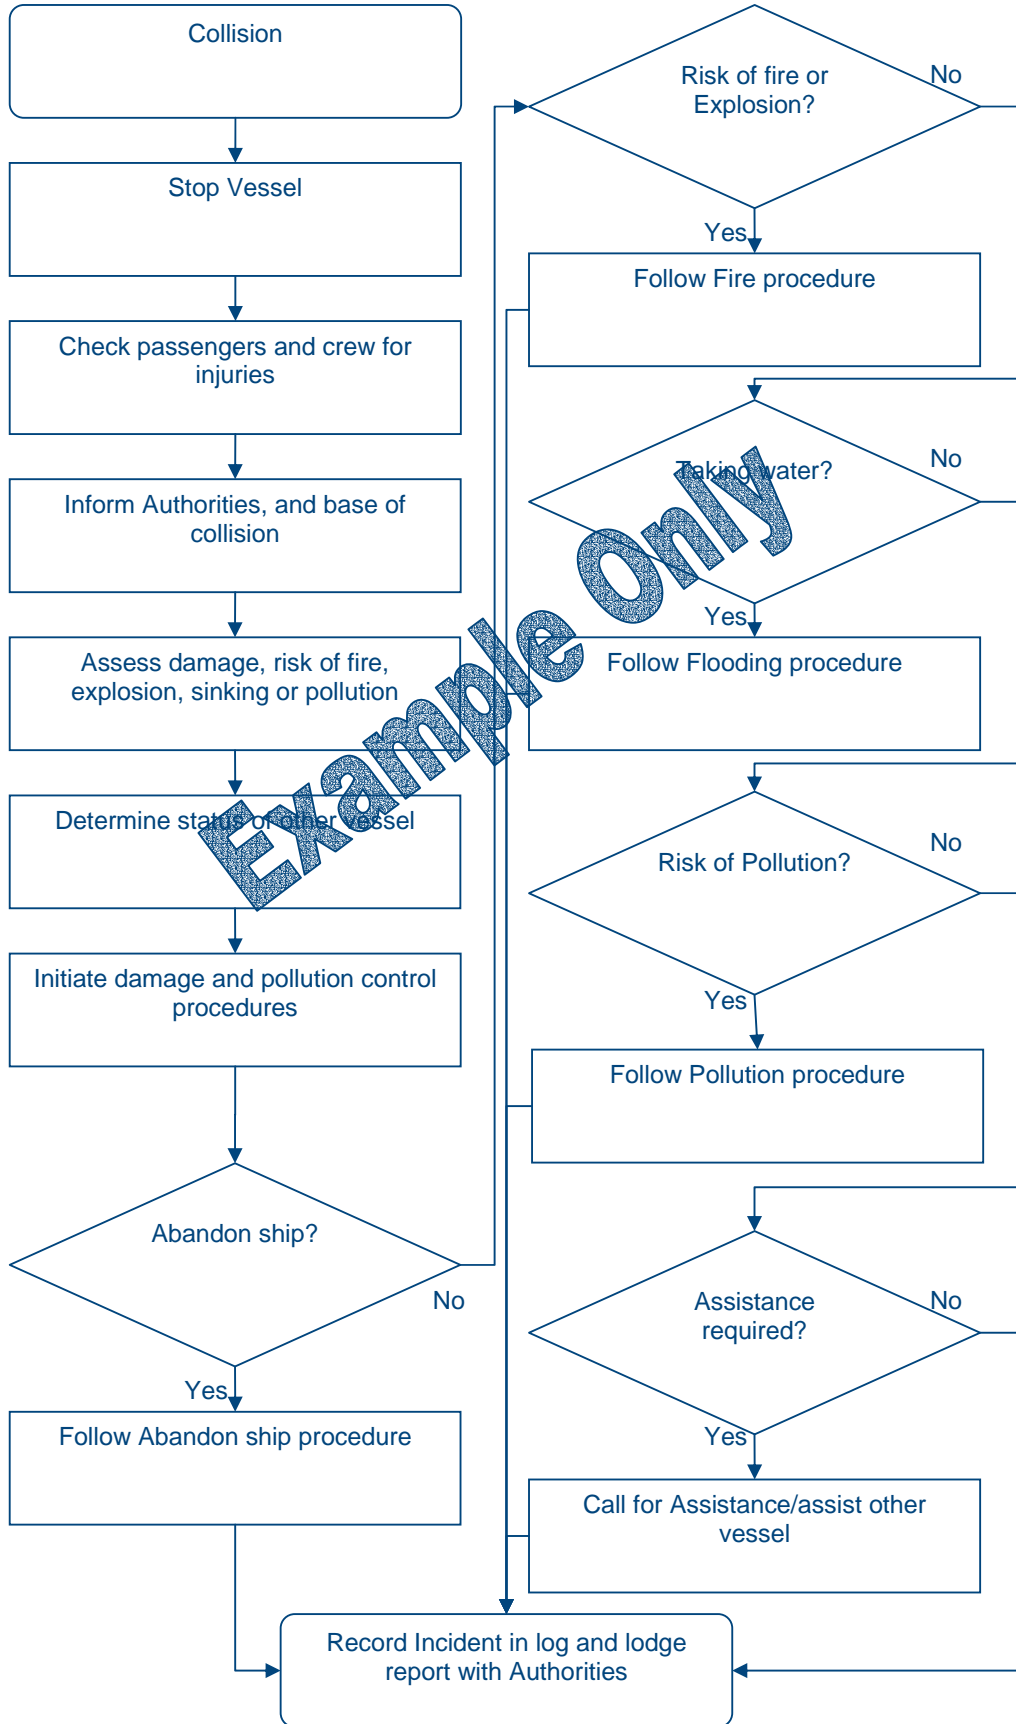 Collision
Stop Vessel
Check passengers and crew for
injuries
Inform Authorities, and base of
collision
Assess damage, risk of fire,
explosion, sinking or pollution
Determine status of other vessel
Initiate damage and pollution control
procedures
Abandon ship?
No
Yes
Follow Abandon ship procedure
Risk of fire or
Explosion?
No
Yes
Follow Fire procedure
Taking water?
No
Yes
Follow Flooding procedure
Risk of Pollution?
No
Yes
Follow Pollution procedure
Assistance
required?
No
Yes
Call for Assistance/assist other
vessel
Record Incident in log and lodge
report with Authorities
Example Only